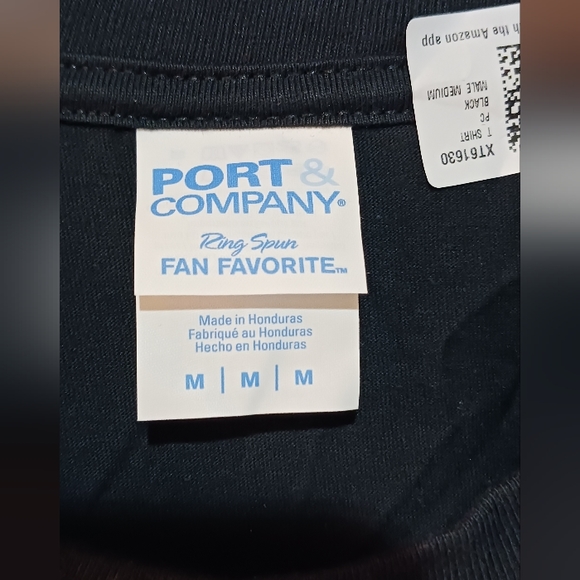 PORT &
COMPANY®
Ring Spun
FAN FAVORITE™
Made in Honduras
Fabriqué au Honduras
Hecho en Honduras
M | M | M
XT61630
T SHIRT
PC
BLACK
MALE MEDIUM
the Amazon app